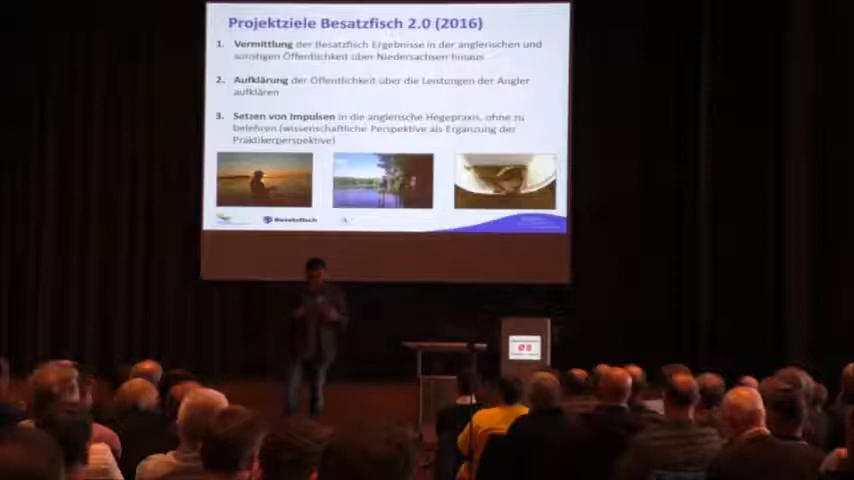 Projektziele Besatzfisch 2.0 (2016)
1. Vermittlung der Besatzfisch Ergebnisse in der anglerischen und
sonstigen Öffentlichkeit über Niedersachsen hinaus
2. Aufklärung der Öffentlichkeit über die Leistungen der Angler
aufklären
3. Setzen von Impulsen in die anglerische Hegepraxis, ohne zu
belehren (wissenschaftliche Perspektive als Ergänzung der
Praktikerperspektive)
Besatzfisch